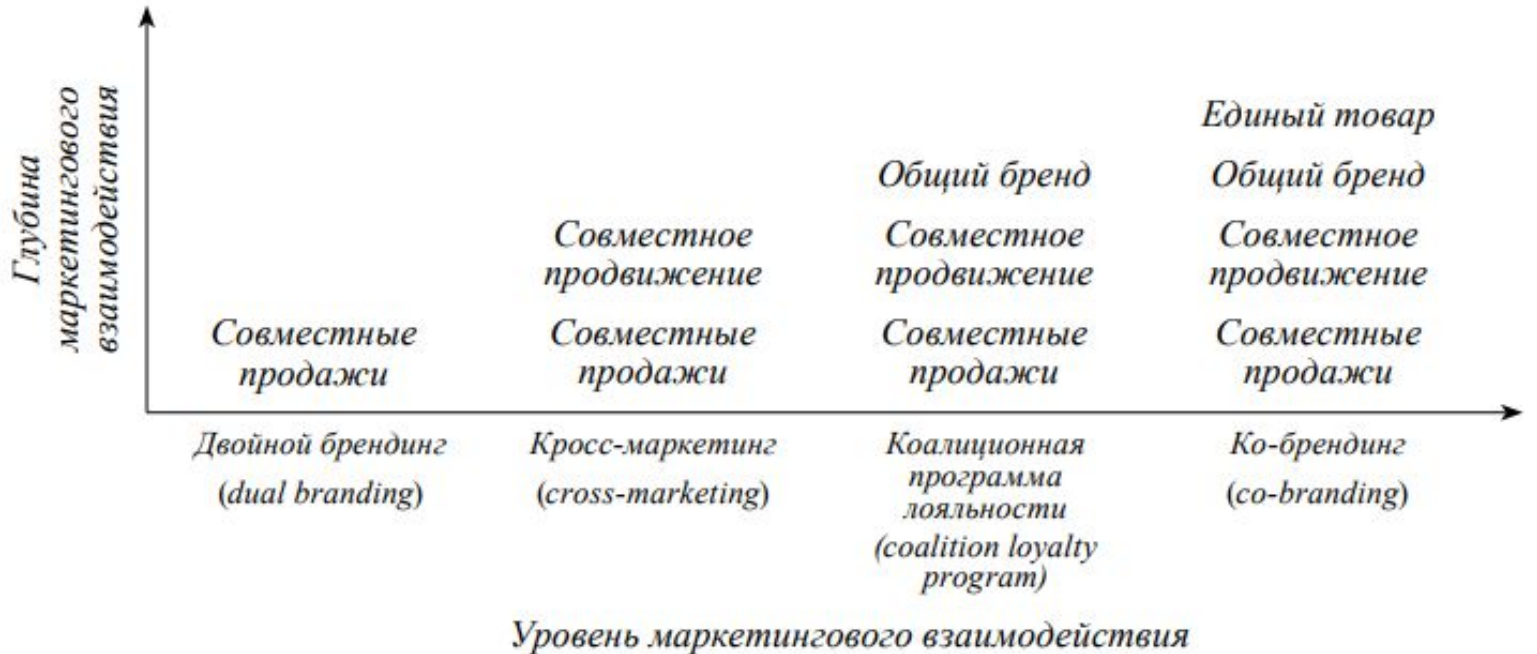 Глубина
маркетингового
взаимодействия
Единый товар
Общий бренд
Общий бренд
Совместное
продвижение
Совместное
продвижение
Совместное
продвижение
Совместные
продажи
Совместные
продажи
Совместные
продажи
Совместные
продажи
Двойной брендинг
(dual branding)
Кросс-маркетинг
(cross-marketing)
Коалиционная
программа
лояльности
(coalition loyalty
program)
Ко-брендинг
(co-branding)
Уровень маркетингового взаимодействия